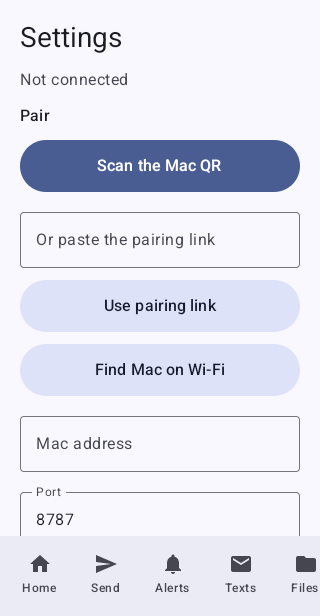 Settings
Not connected
Pair
Scan the Mac QR
Or paste the pairing link
Use pairing link
Find Mac on Wi-Fi
Mac address
Port
8787
Home Send Alerts Texts Files